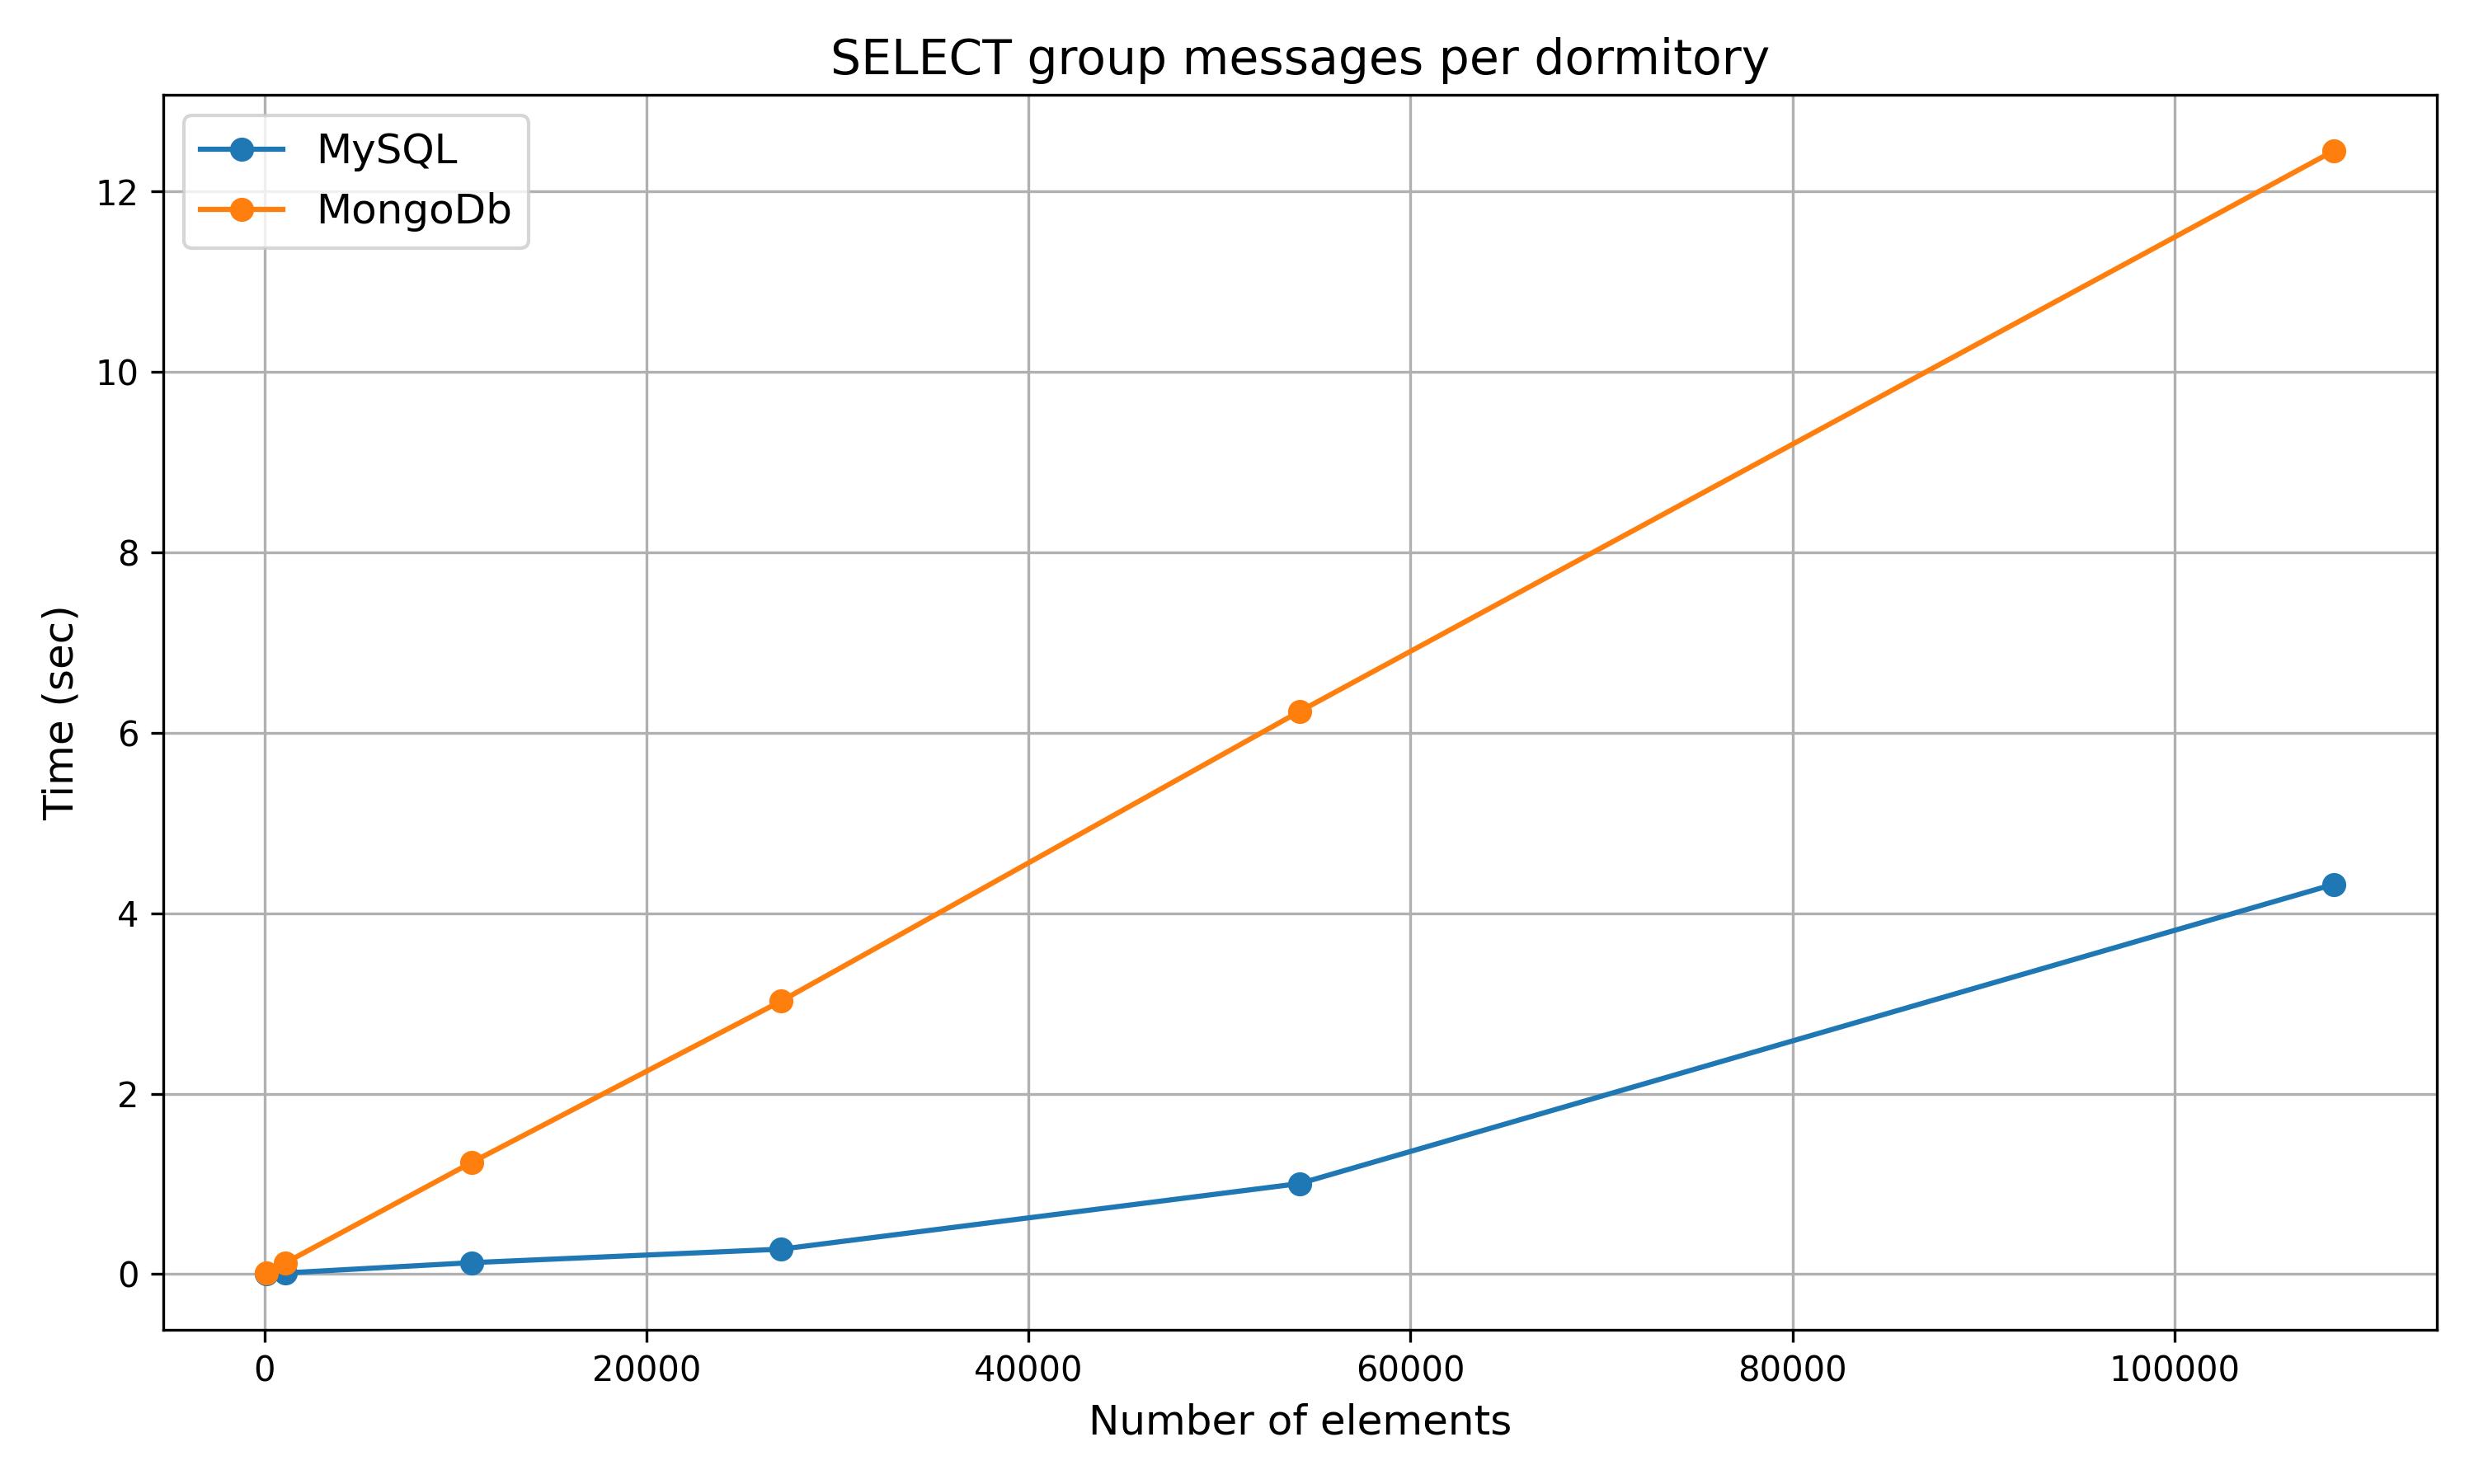 SELECT group messages per dormitory
MySQL
MongoDb
12
10
8
6
4
2
0
Time (sec)
0 20000 40000 60000 80000 100000
Number of elements